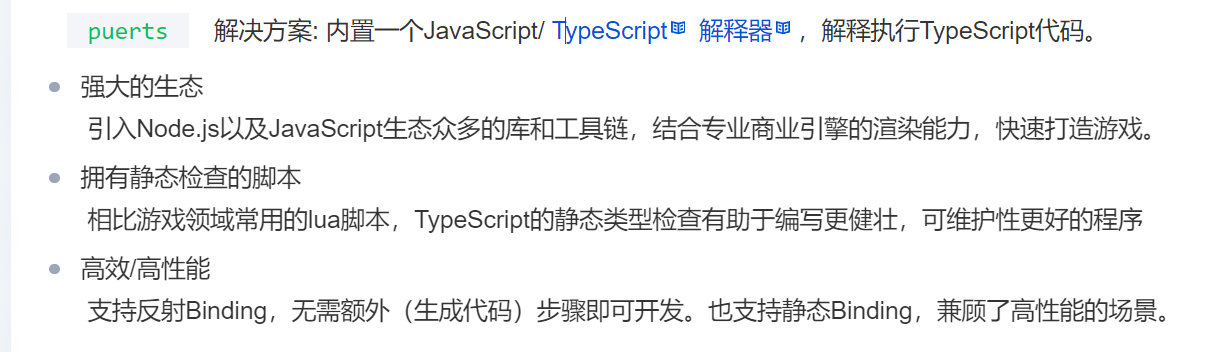 puerts 解决方案: 内置一个JavaScript/ TypeScript 解释器 ，解释执行TypeScript代码。
强大的生态
引入Node.js以及JavaScript生态众多的库和工具链，结合专业商业引擎的渲染能力，快速打造游戏。
拥有静态检查的脚本
相比游戏领域常用的lua脚本，TypeScript的静态类型检查有助于编写更健壮，可维护性更好的程序
高效/高性能
支持反射Binding，无需额外（生成代码）步骤即可开发。也支持静态Binding，兼顾了高性能的场景。